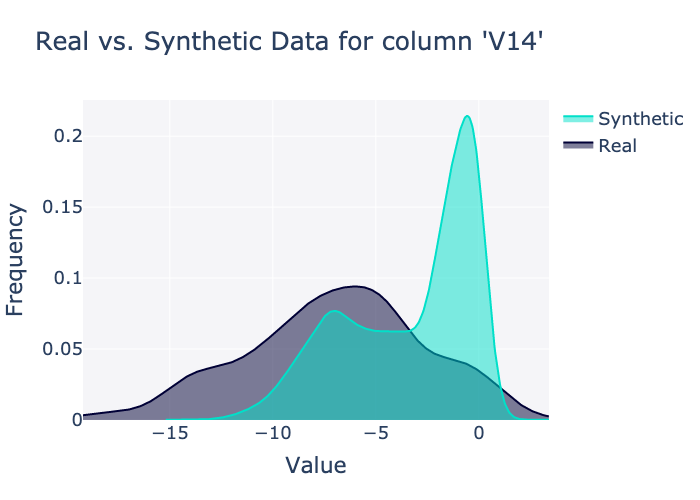 Real vs. Synthetic Data for column 'V14'
Synthetic
Real
0.2
0.15
0.1
0.05
0
Frequency
−15
−10
−5
0
Value